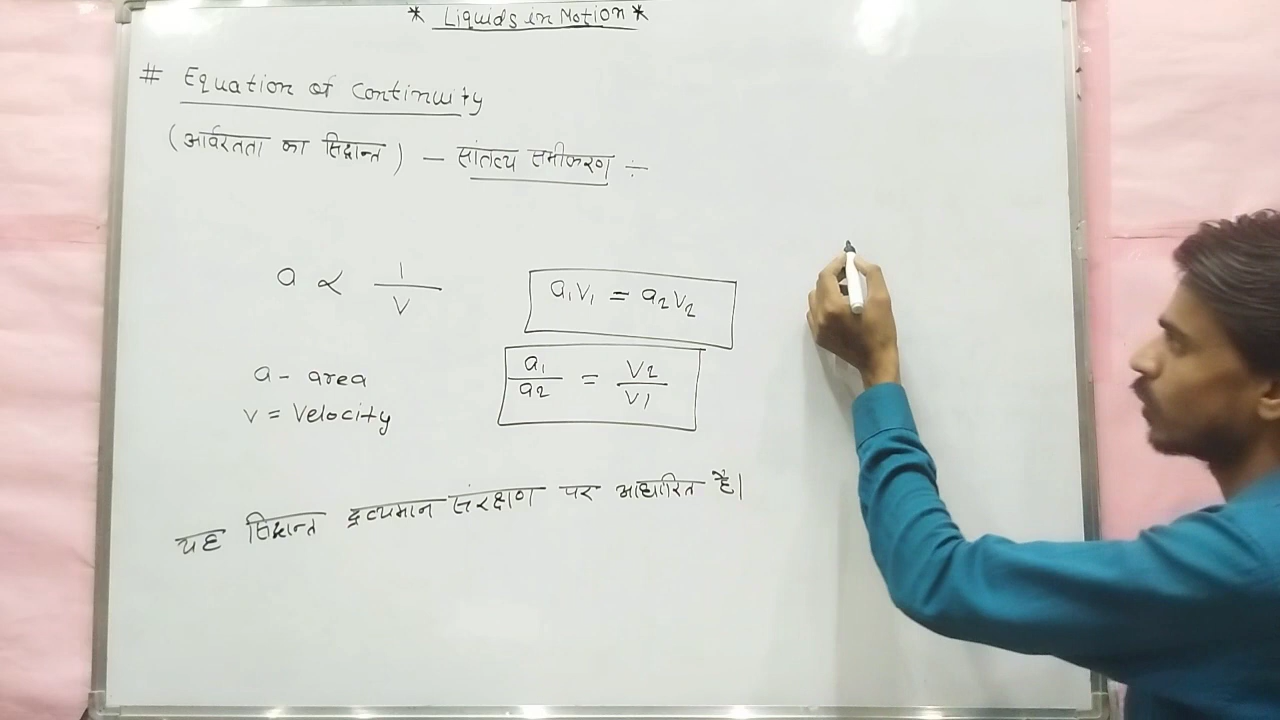 * Liquids in Motion *
# Equation of Continuity
(आविरतता का सिद्धान्त) – सांतत्य समीकरण ÷
a ∝ 1/v
a₁v₁ = a₂v₂
a₁/a₂ = v₂/v₁
a - area
v = Velocity
यह सिद्धान्त द्रव्यमान संरक्षण पर आधारित है।